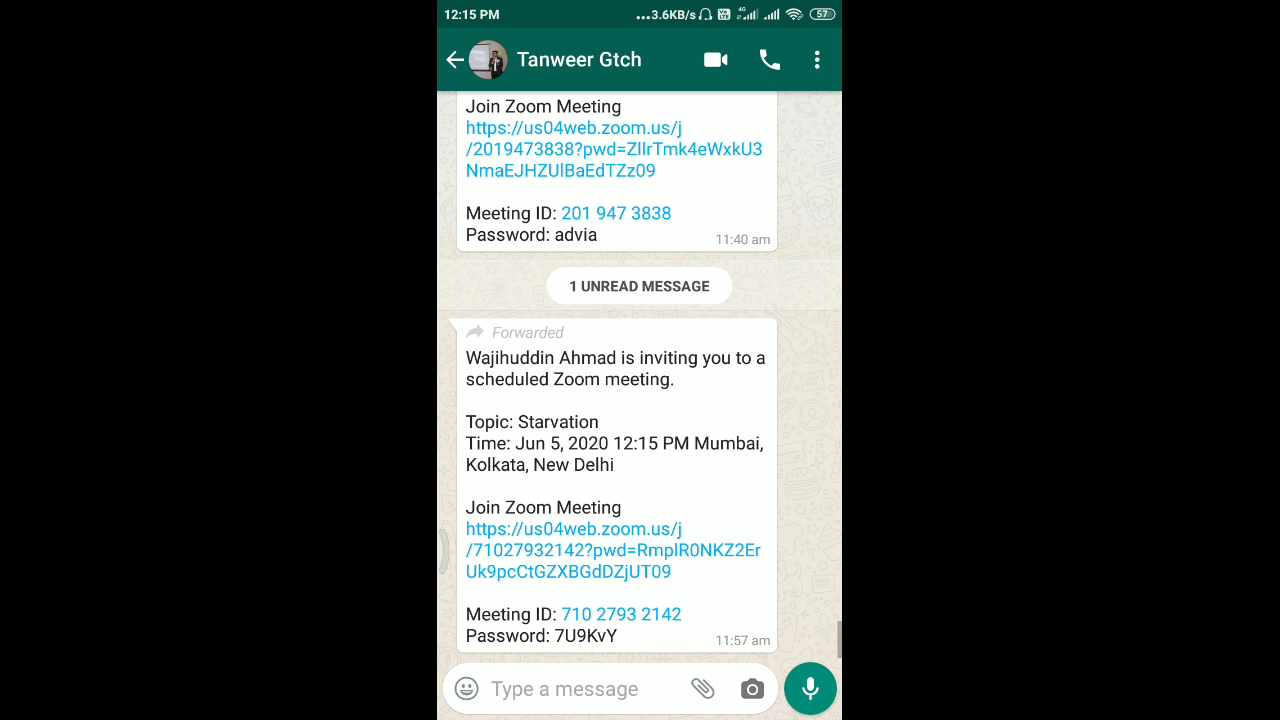 12:15 PM
...3.6KB/s
4G
57
Tanweer Gtch
Join Zoom Meeting
https://us04web.zoom.us/j
/2019473838?pwd=ZllrTmk4eWxkU3
NmaEJHZUlBaEdTZz09
Meeting ID: 201 947 3838
Password: advia
11:40 am
1 UNREAD MESSAGE
Forwarded
Wajihuddin Ahmad is inviting you to a
scheduled Zoom meeting.
Topic: Starvation
Time: Jun 5, 2020 12:15 PM Mumbai,
Kolkata, New Delhi
Join Zoom Meeting
https://us04web.zoom.us/j
/71027932142?pwd=RmplR0NKZ2Er
Uk9pcCtGZXBGdDZjUT09
Meeting ID: 710 2793 2142
Password: 7U9KvY
11:57 am
Type a message